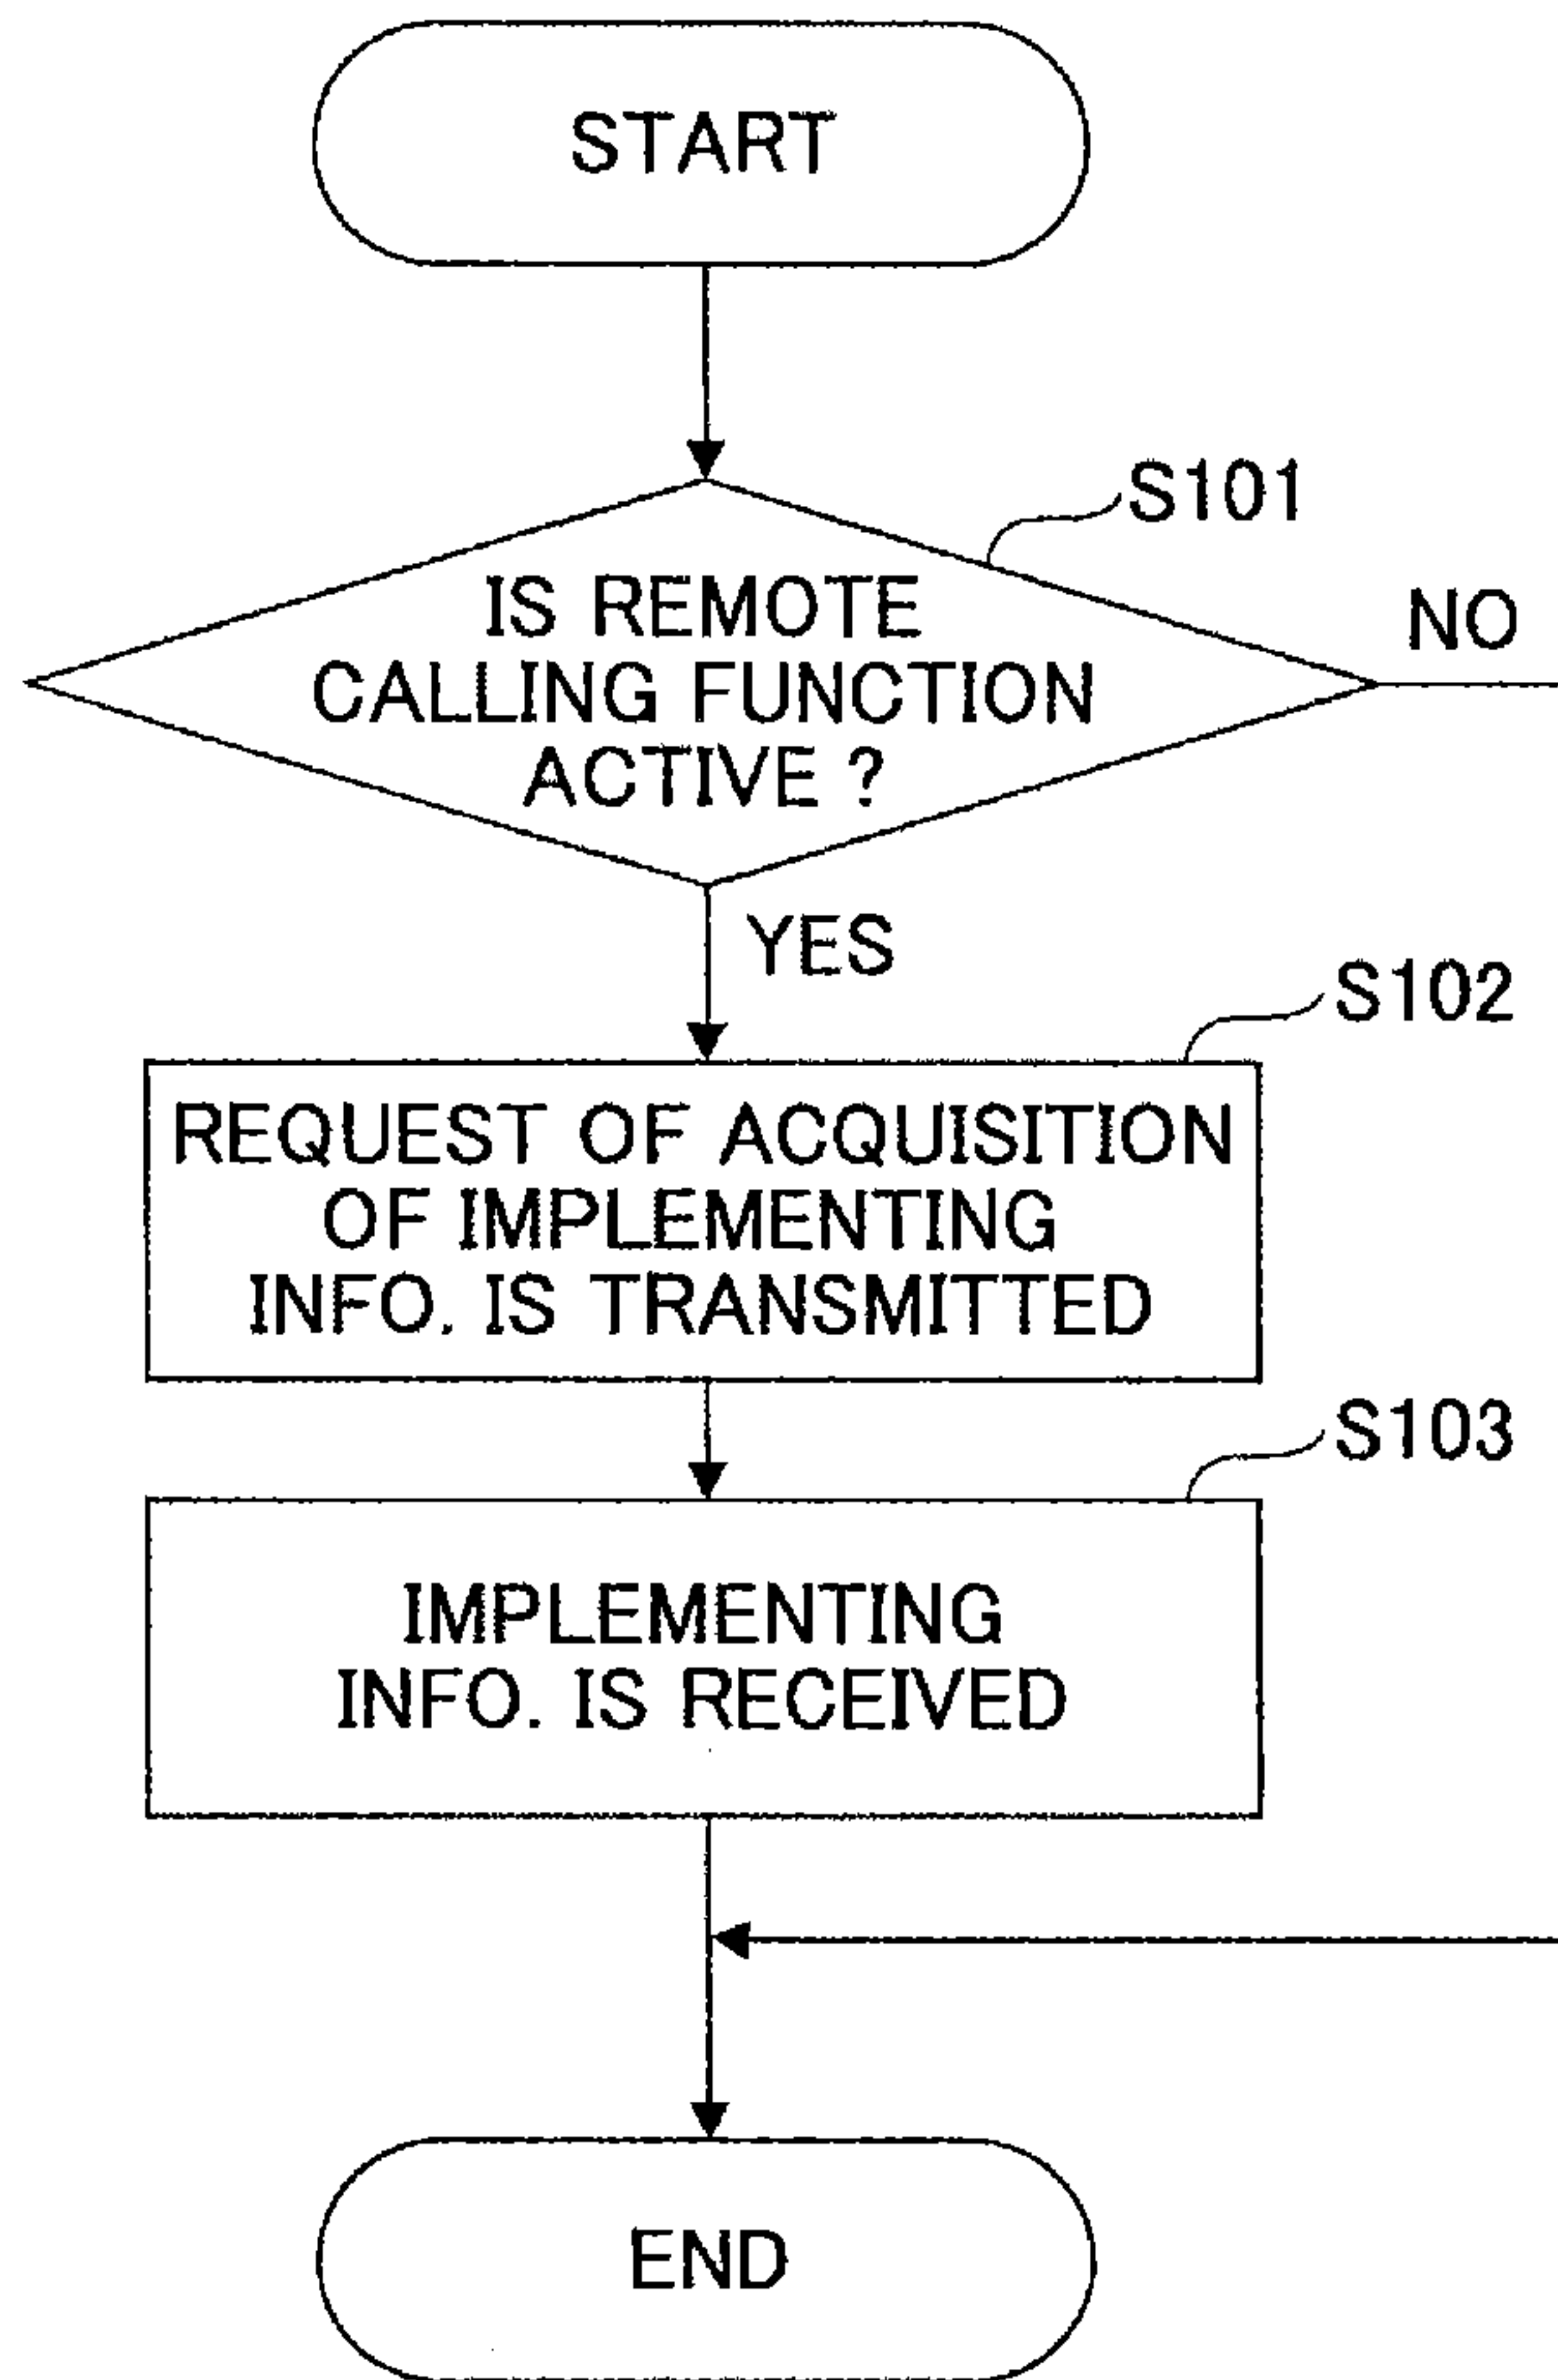 START
S101
IS REMOTE
CALLING FUNCTION
ACTIVE ?
NO
YES
S102
REQUEST OF ACQUISITION
OF IMPLEMENTING
INFO. IS TRANSMITTED
S103
IMPLEMENTING
INFO. IS RECEIVED
END